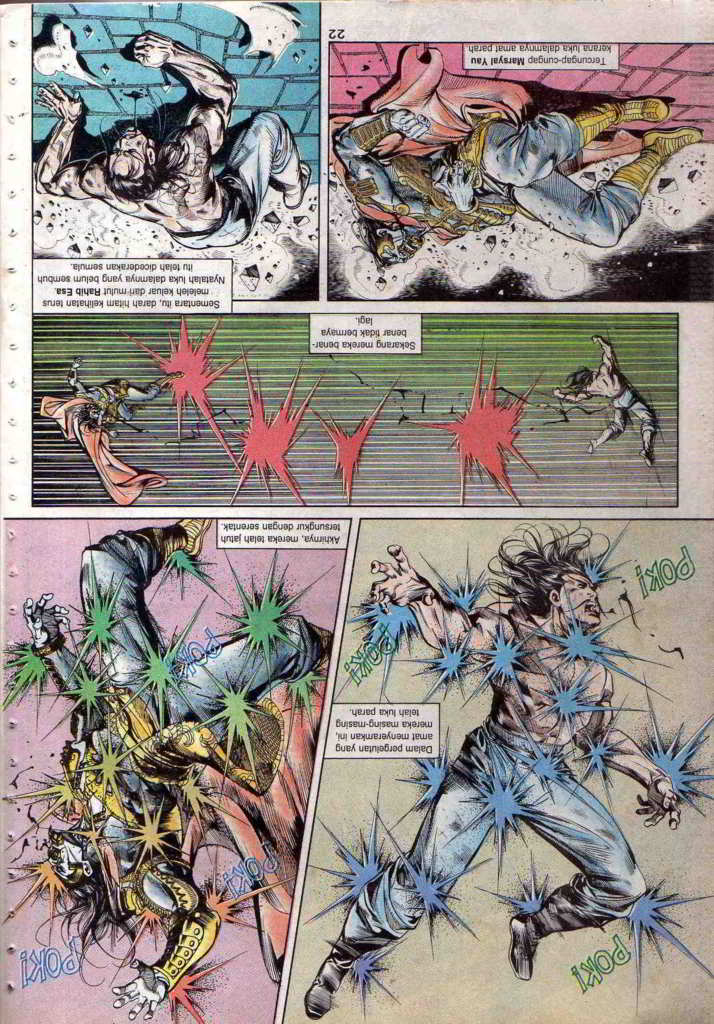 POK!
Dalam pergelutan yang
amat menyeramkan ini,
mereka masing-masing
telah luka parah.
POK!
POK!
POK!
POK!
POK!
Akhirnya, mereka telah jatuh
tersungkur dengan serentak.
Sekarang mereka benar-
benar tidak bermaya
lagi.
Tercungap-cungap Marsyal Yau
kerana luka dalamnya amat parah
Sementara itu, darah hitam kelihatan terus
meleleh keluar dari mulut Rahib Esa.
Nyatalah luka dalamnya yang belum sembuh
itu telah dicederakan semula.
22